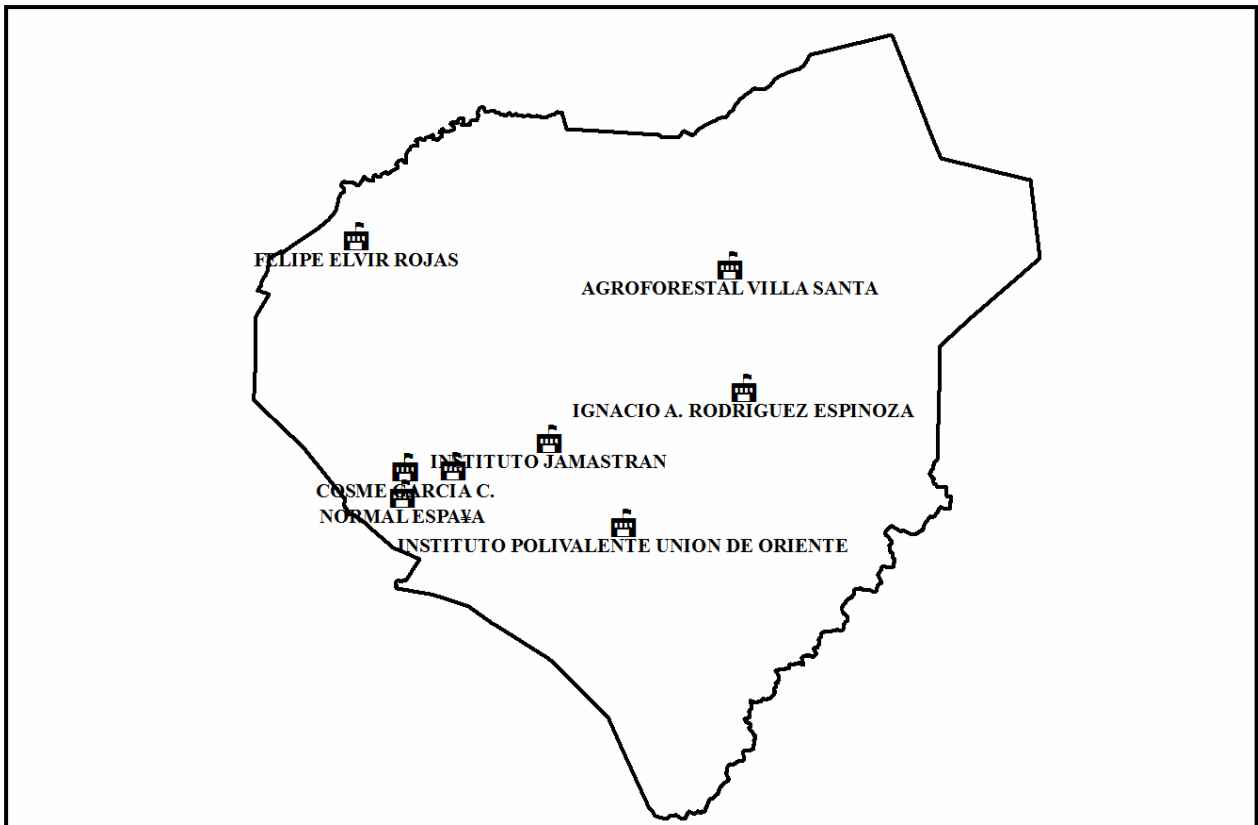 FELIPE ELVIR ROJAS
AGROFORESTAL VILLA SANTA
IGNACIO A. RODRIGUEZ ESPINOZA
INSTITUTO JAMASTRAN
COSME GARCIA C.
NORMAL ESPA¥A
INSTITUTO POLIVALENTE UNION DE ORIENTE